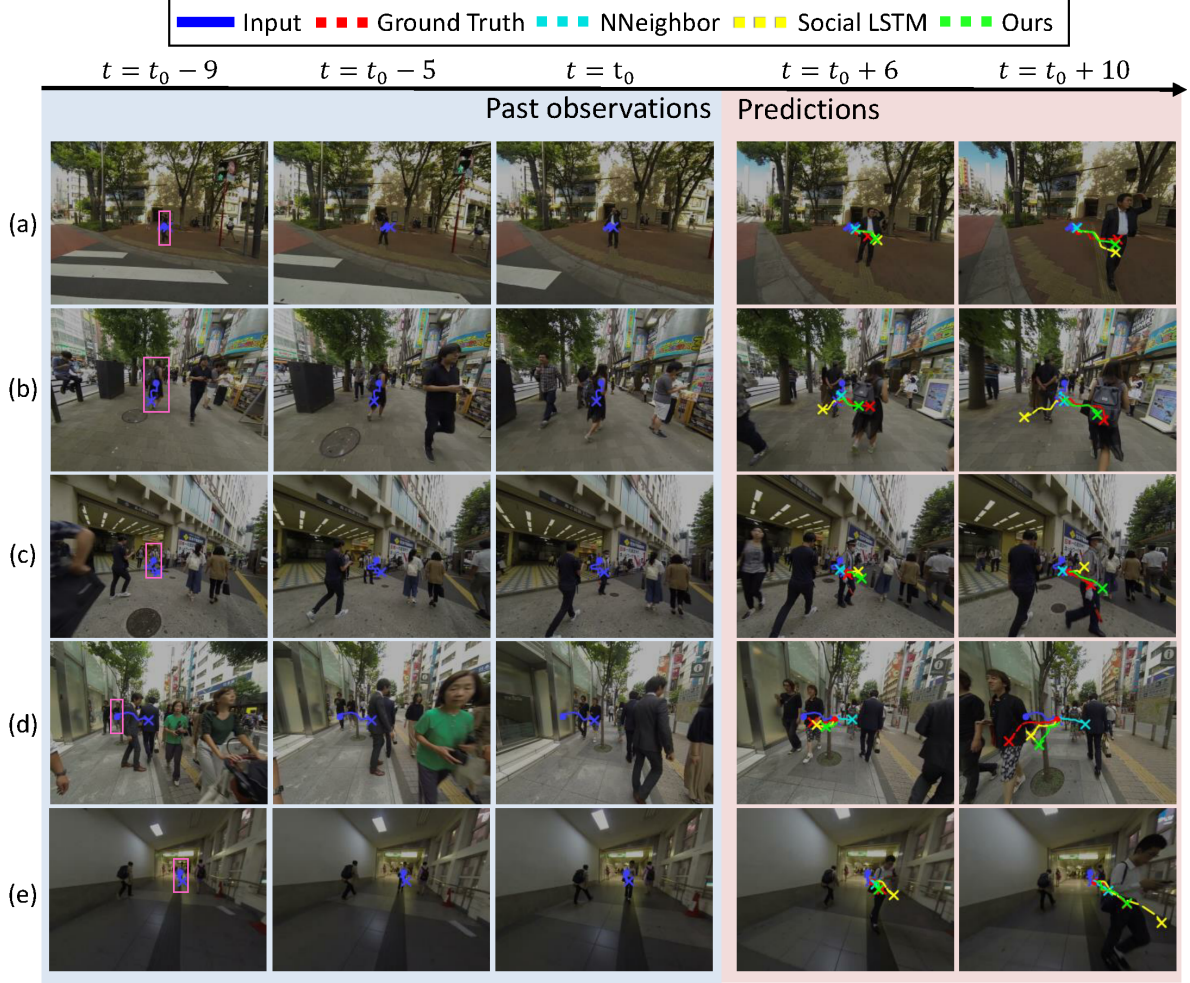 Input Ground Truth NNeighbor Social LSTM Ours
t = t₀ − 9 t = t₀ − 5 t = t₀ t = t₀ + 6 t = t₀ + 10
Past observations Predictions
(a)
(b)
(c)
(d)
(e)